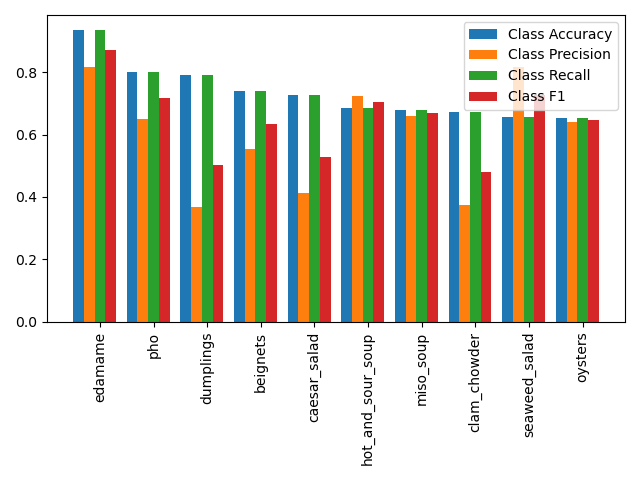 Class Accuracy
Class Precision
Class Recall
Class F1
0.8
0.6
0.4
0.2
0.0
edamame
pho
dumplings
beignets
caesar_salad
hot_and_sour_soup
miso_soup
clam_chowder
seaweed_salad
oysters